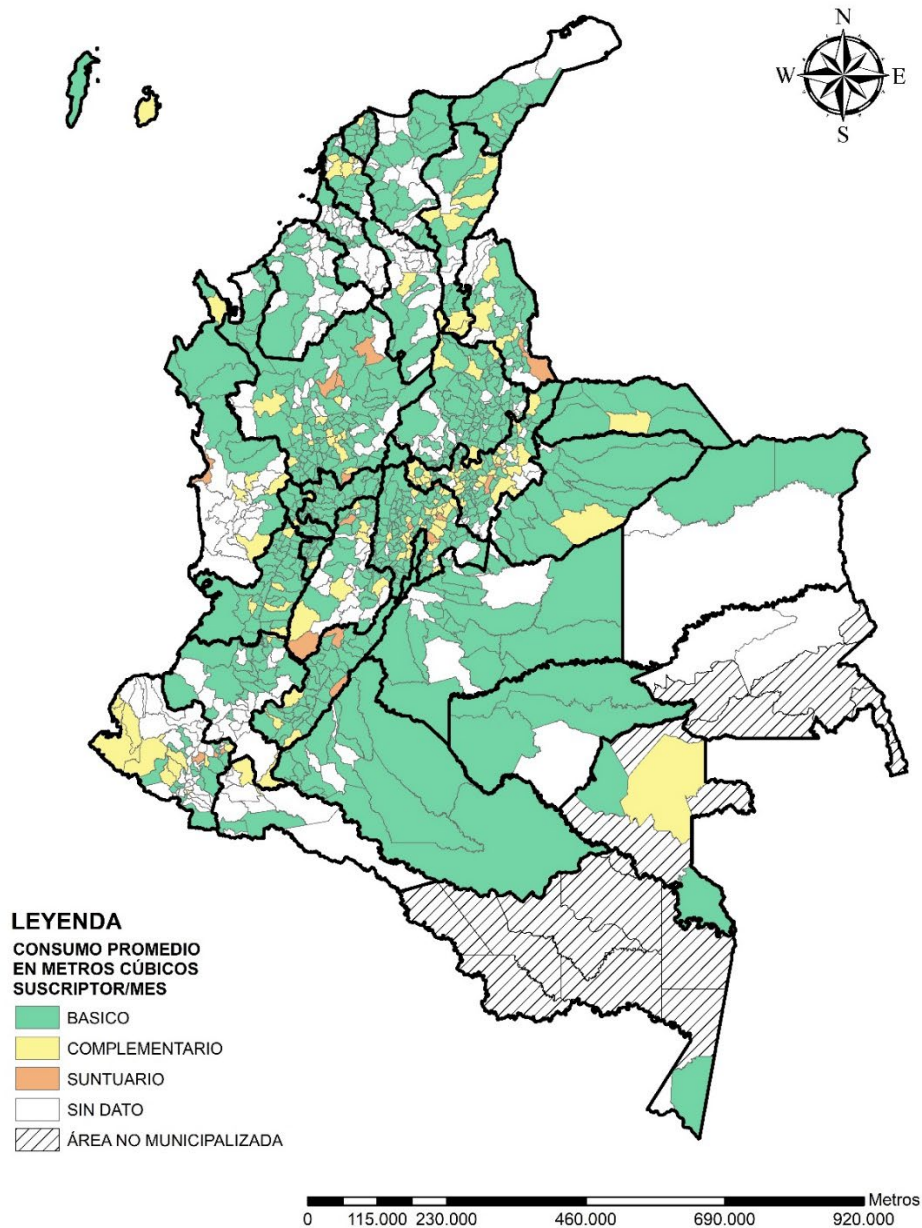 N
W E
S
LEYENDA
CONSUMO PROMEDIO
EN METROS CÚBICOS
SUSCRIPTOR/MES
BASICO
COMPLEMENTARIO
SUNTUARIO
SIN DATO
ÁREA NO MUNICIPALIZADA
Metros
0 115.000 230.000 460.000 690.000 920.000